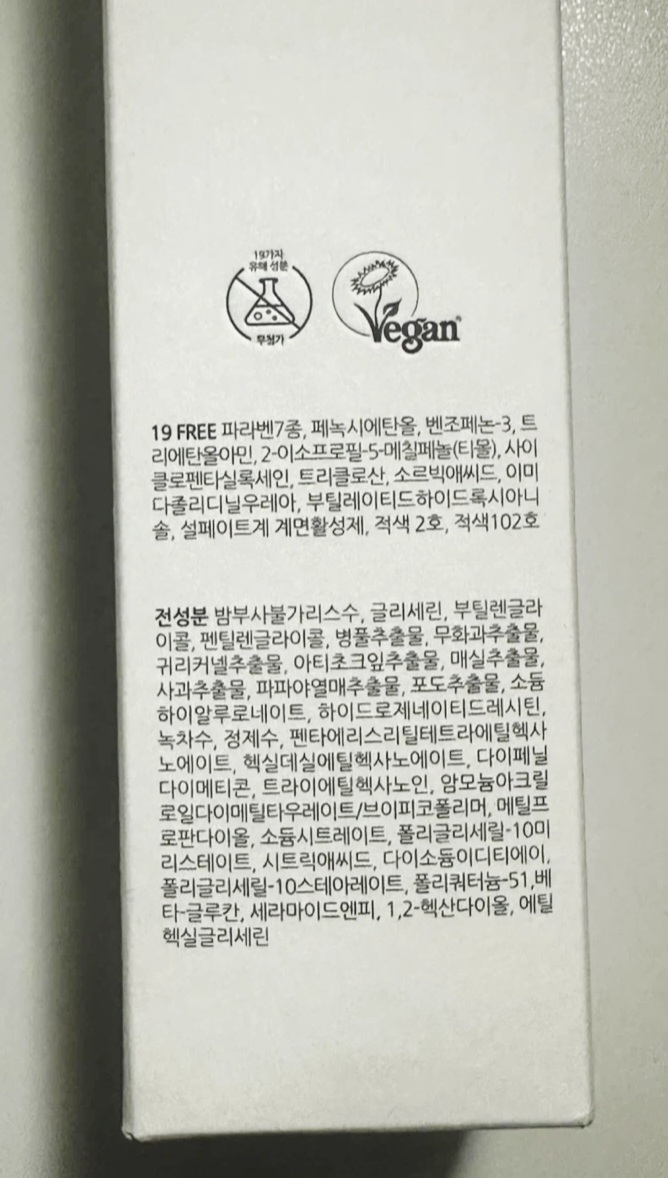 19가지
유해 성분
무첨가
Vegan
19 FREE 파라벤7종, 페녹시에탄올, 벤조페논-3, 트
리에탄올아민, 2-이소프로필-5-메칠페놀(티몰), 사이
클로펜타실록세인, 트리클로산, 소르빅애씨드, 이미
다졸리디닐우레아, 부틸레이티드하이드록시아니
솔, 설페이트계 계면활성제, 적색 2호, 적색102호
전성분 밤부사불가리스수, 글리세린, 부틸렌글라
이콜, 펜틸렌글라이콜, 병풀추출물, 무화과추출물,
귀리커넬추출물, 아티초크잎추출물, 매실추출물,
사과추출물, 파파야열매추출물, 포도추출물, 소듐
하이알루로네이트, 하이드로제네이티드레시틴,
녹차수, 정제수, 펜타에리스리틸테트라에틸헥사
노에이트, 헥실데실에틸헥사노에이트, 다이페닐
다이메티콘, 트라이에틸헥사노인, 암모늄아크릴
로일다이메틸타우레이트/브이피코폴리머, 메틸프
로판다이올, 소듐시트레이트, 폴리글리세릴-10미
리스테이트, 시트릭애씨드, 다이소듐이디티에이,
폴리글리세릴-10스테아레이트, 폴리쿼터늄-51,베
타-글루칸, 세라마이드엔피, 1,2-헥산다이올, 에틸
헥실글리세린